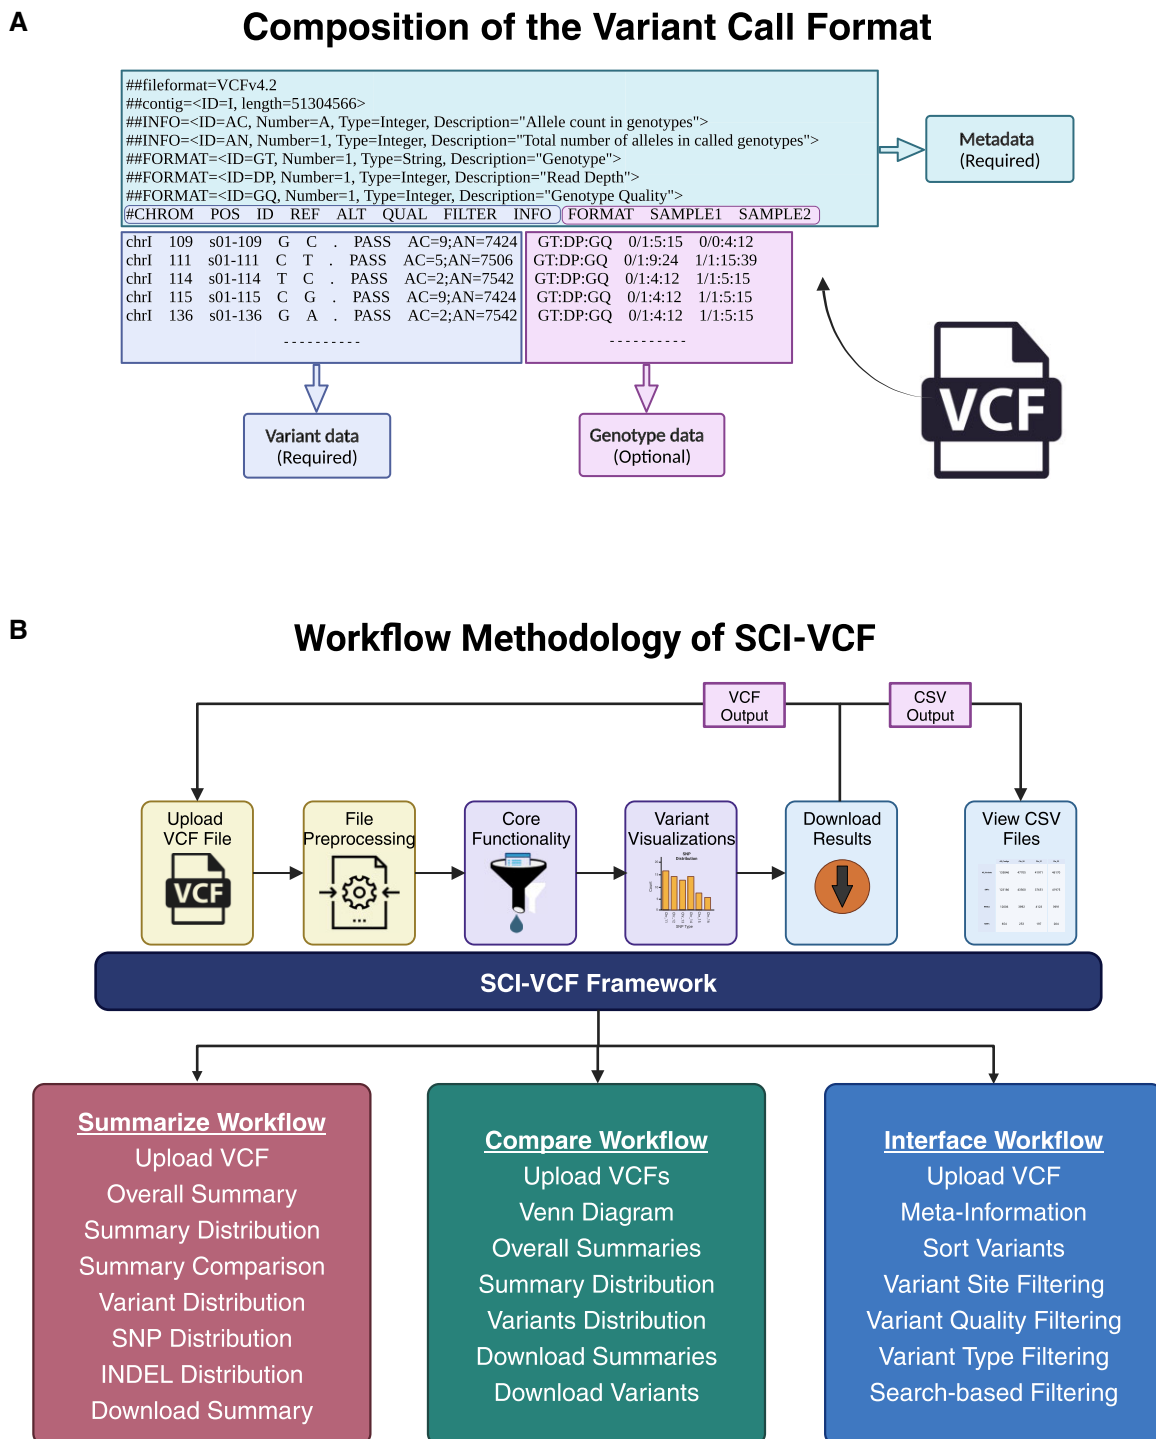 A
Composition of the Variant Call Format
##fileformat=VCFv4.2
##contig=<ID=I, length=51304566>
##INFO=<ID=AC, Number=A, Type=Integer, Description="Allele count in genotypes">
##INFO=<ID=AN, Number=1, Type=Integer, Description="Total number of alleles in called genotypes">
##FORMAT=<ID=GT, Number=1, Type=String, Description="Genotype">
##FORMAT=<ID=DP, Number=1, Type=Integer, Description="Read Depth">
##FORMAT=<ID=GQ, Number=1, Type=Integer, Description="Genotype Quality">
#CHROM POS ID REF ALT QUAL FILTER INFO FORMAT SAMPLE1 SAMPLE2
Metadata
(Required)
chrI 109 s01-109 G C . PASS AC=9;AN=7424 GT:DP:GQ 0/1:5:15 0/0:4:12
chrI 111 s01-111 C T . PASS AC=5;AN=7506 GT:DP:GQ 0/1:9:24 1/1:15:39
chrI 114 s01-114 T C . PASS AC=2;AN=7542 GT:DP:GQ 0/1:4:12 1/1:5:15
chrI 115 s01-115 C G . PASS AC=9;AN=7424 GT:DP:GQ 0/1:4:12 1/1:5:15
chrI 136 s01-136 G A . PASS AC=2;AN=7542 GT:DP:GQ 0/1:4:12 1/1:5:15
---------- ----------
Variant data
(Required)
Genotype data
(Optional)
VCF
B
Workflow Methodology of SCI-VCF
VCF
Output
CSV
Output
Upload
VCF File
VCF
File
Preprocessing
Core
Functionality
Variant
Visualizations
SNP
Distribution
Count
SNP Type
Download
Results
View CSV
Files
SCI-VCF Framework
Summarize Workflow
Upload VCF
Overall Summary
Summary Distribution
Summary Comparison
Variant Distribution
SNP Distribution
INDEL Distribution
Download Summary
Compare Workflow
Upload VCFs
Venn Diagram
Overall Summaries
Summary Distribution
Variants Distribution
Download Summaries
Download Variants
Interface Workflow
Upload VCF
Meta-Information
Sort Variants
Variant Site Filtering
Variant Quality Filtering
Variant Type Filtering
Search-based Filtering